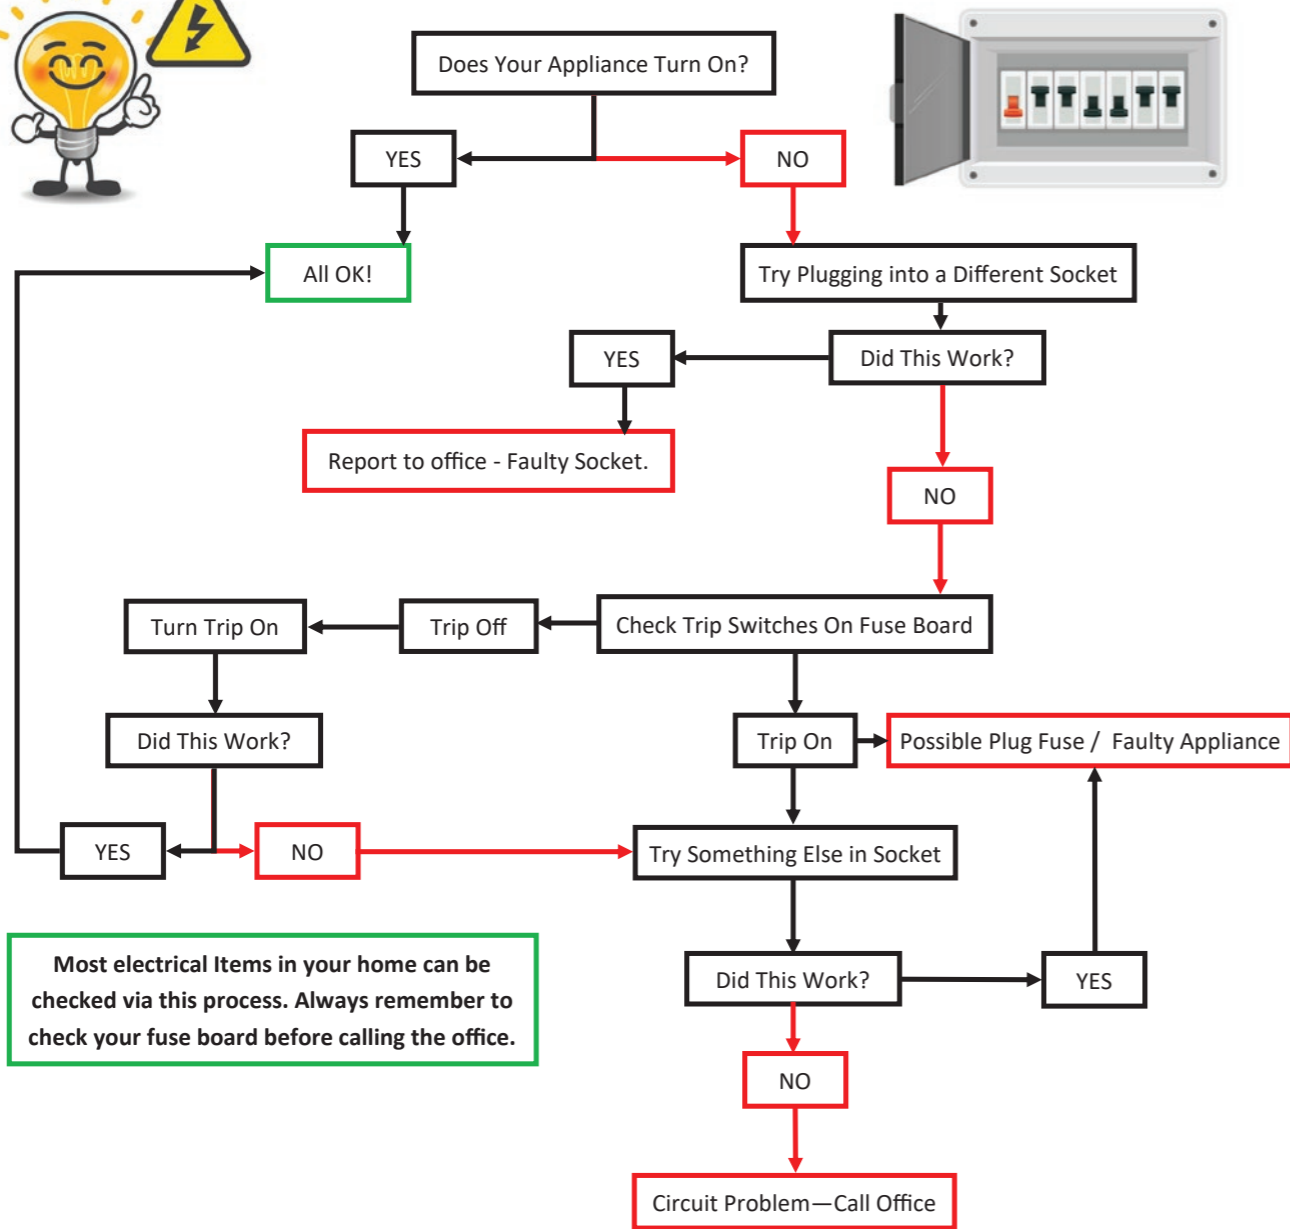 Does Your Appliance Turn On?
YES
NO
All OK!
Try Plugging into a Different Socket
YES
Did This Work?
Report to office - Faulty Socket.
NO
Turn Trip On
Trip Off
Check Trip Switches On Fuse Board
Did This Work?
Trip On
Possible Plug Fuse / Faulty Appliance
YES
NO
Try Something Else in Socket
Most electrical Items in your home can be
checked via this process. Always remember to
check your fuse board before calling the office.
Did This Work?
YES
NO
Circuit Problem—Call Office